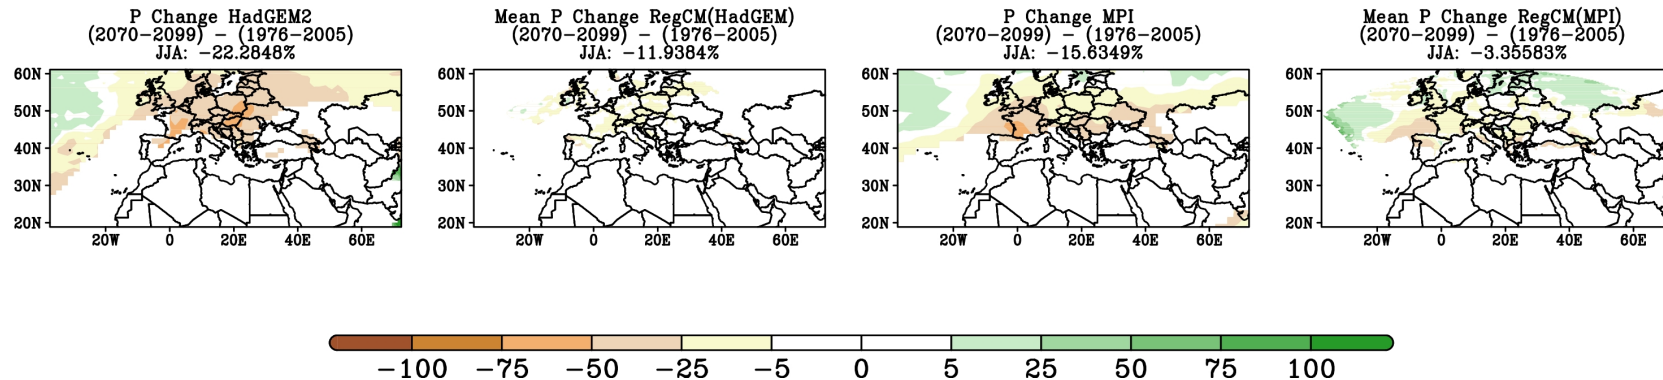 P Change HadGEM2
(2070-2099) - (1976-2005)
JJA: -22.2848%
60N
50N
40N
30N
20N
20W 0 20E 40E 60E
Mean P Change RegCM(HadGEM)
(2070-2099) - (1976-2005)
JJA: -11.9384%
60N
50N
40N
30N
20N
20W 0 20E 40E 60E
P Change MPI
(2070-2099) - (1976-2005)
JJA: -15.6349%
60N
50N
40N
30N
20N
20W 0 20E 40E 60E
Mean P Change RegCM(MPI)
(2070-2099) - (1976-2005)
JJA: -3.35583%
60N
50N
40N
30N
20N
20W 0 20E 40E 60E
-100 -75 -50 -25 -5 0 5 25 50 75 100